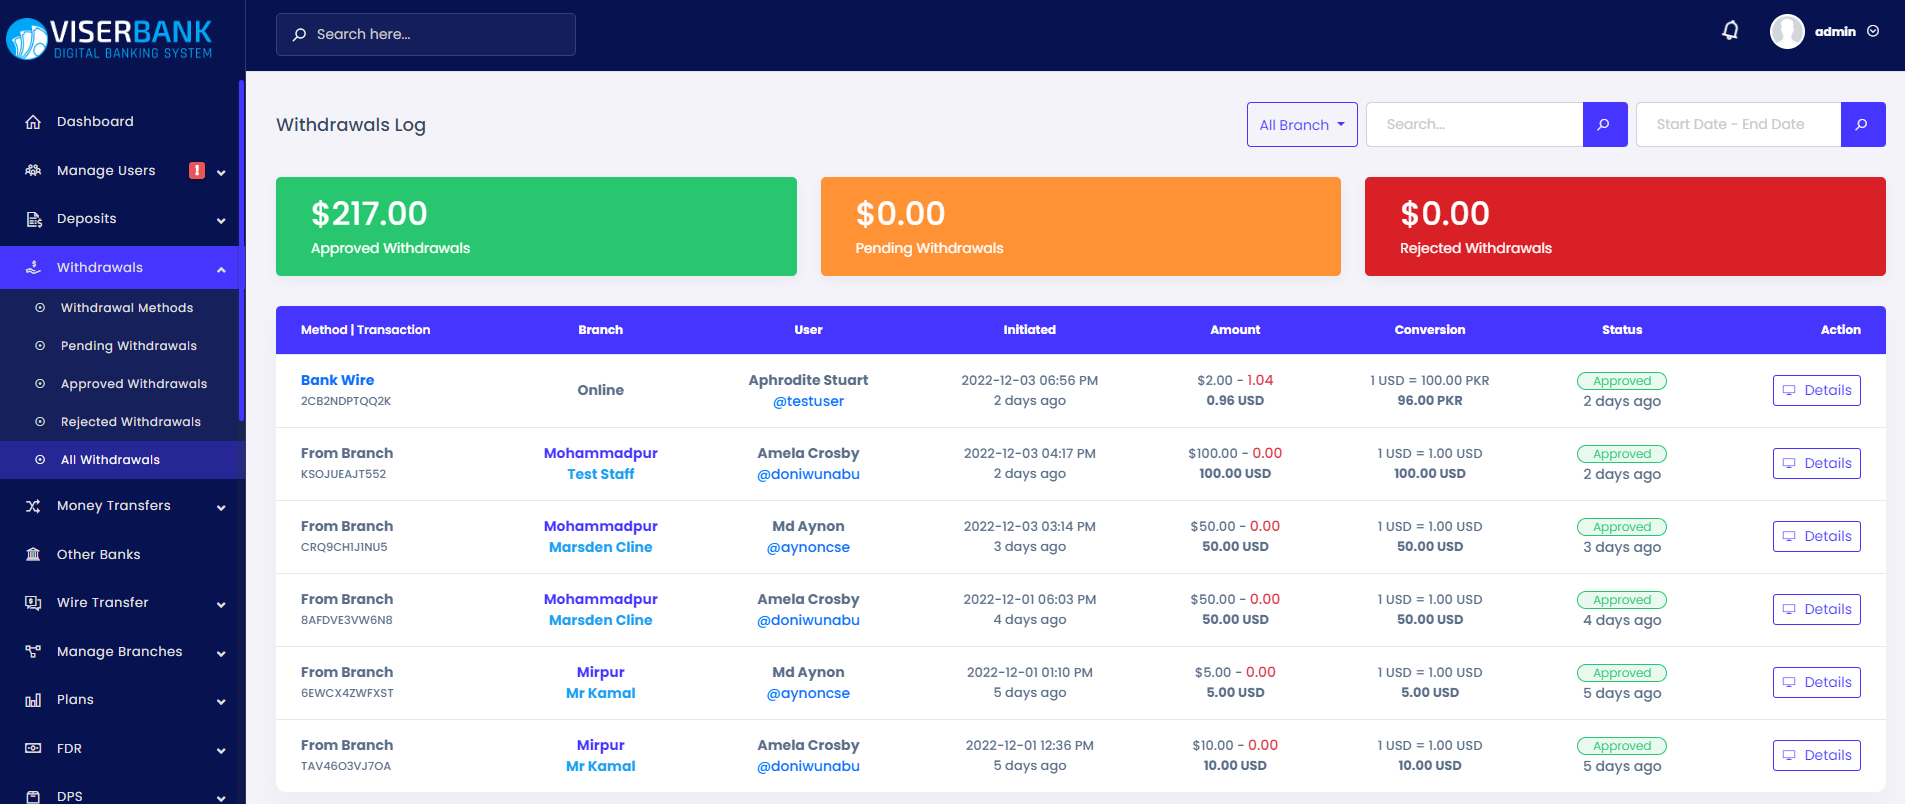 VISERBANK
DIGITAL BANKING SYSTEM
Search here...
admin
Dashboard
Manage Users
!
Deposits
Withdrawals
Withdrawal Methods
Pending Withdrawals
Approved Withdrawals
Rejected Withdrawals
All Withdrawals
Money Transfers
Other Banks
Wire Transfer
Manage Branches
Plans
FDR
DPS
Withdrawals Log
All Branch
Search...
Start Date - End Date
$217.00
Approved Withdrawals
$0.00
Pending Withdrawals
$0.00
Rejected Withdrawals
Method | Transaction Branch User Initiated Amount Conversion Status Action
Bank Wire Online Aphrodite Stuart 2022-12-03 06:56 PM $2.00 - 1.04 1 USD = 100.00 PKR Approved Details
2CB2NDPTQQ2K @testuser 2 days ago 0.96 USD 96.00 PKR 2 days ago
From Branch Mohammadpur Amela Crosby 2022-12-03 04:17 PM $100.00 - 0.00 1 USD = 1.00 USD Approved Details
KSOJUEAJT552 Test Staff @doniwunabu 2 days ago 100.00 USD 100.00 USD 2 days ago
From Branch Mohammadpur Md Aynon 2022-12-03 03:14 PM $50.00 - 0.00 1 USD = 1.00 USD Approved Details
CRQ9CH1J1NU5 Marsden Cline @aynoncse 3 days ago 50.00 USD 50.00 USD 3 days ago
From Branch Mohammadpur Amela Crosby 2022-12-01 06:03 PM $50.00 - 0.00 1 USD = 1.00 USD Approved Details
8AFDVE3VW6N8 Marsden Cline @doniwunabu 4 days ago 50.00 USD 50.00 USD 4 days ago
From Branch Mirpur Md Aynon 2022-12-01 01:10 PM $5.00 - 0.00 1 USD = 1.00 USD Approved Details
6EWCX4ZWFXST Mr Kamal @aynoncse 5 days ago 5.00 USD 5.00 USD 5 days ago
From Branch Mirpur Amela Crosby 2022-12-01 12:36 PM $10.00 - 0.00 1 USD = 1.00 USD Approved Details
TAV46O3VJ7OA Mr Kamal @doniwunabu 5 days ago 10.00 USD 10.00 USD 5 days ago